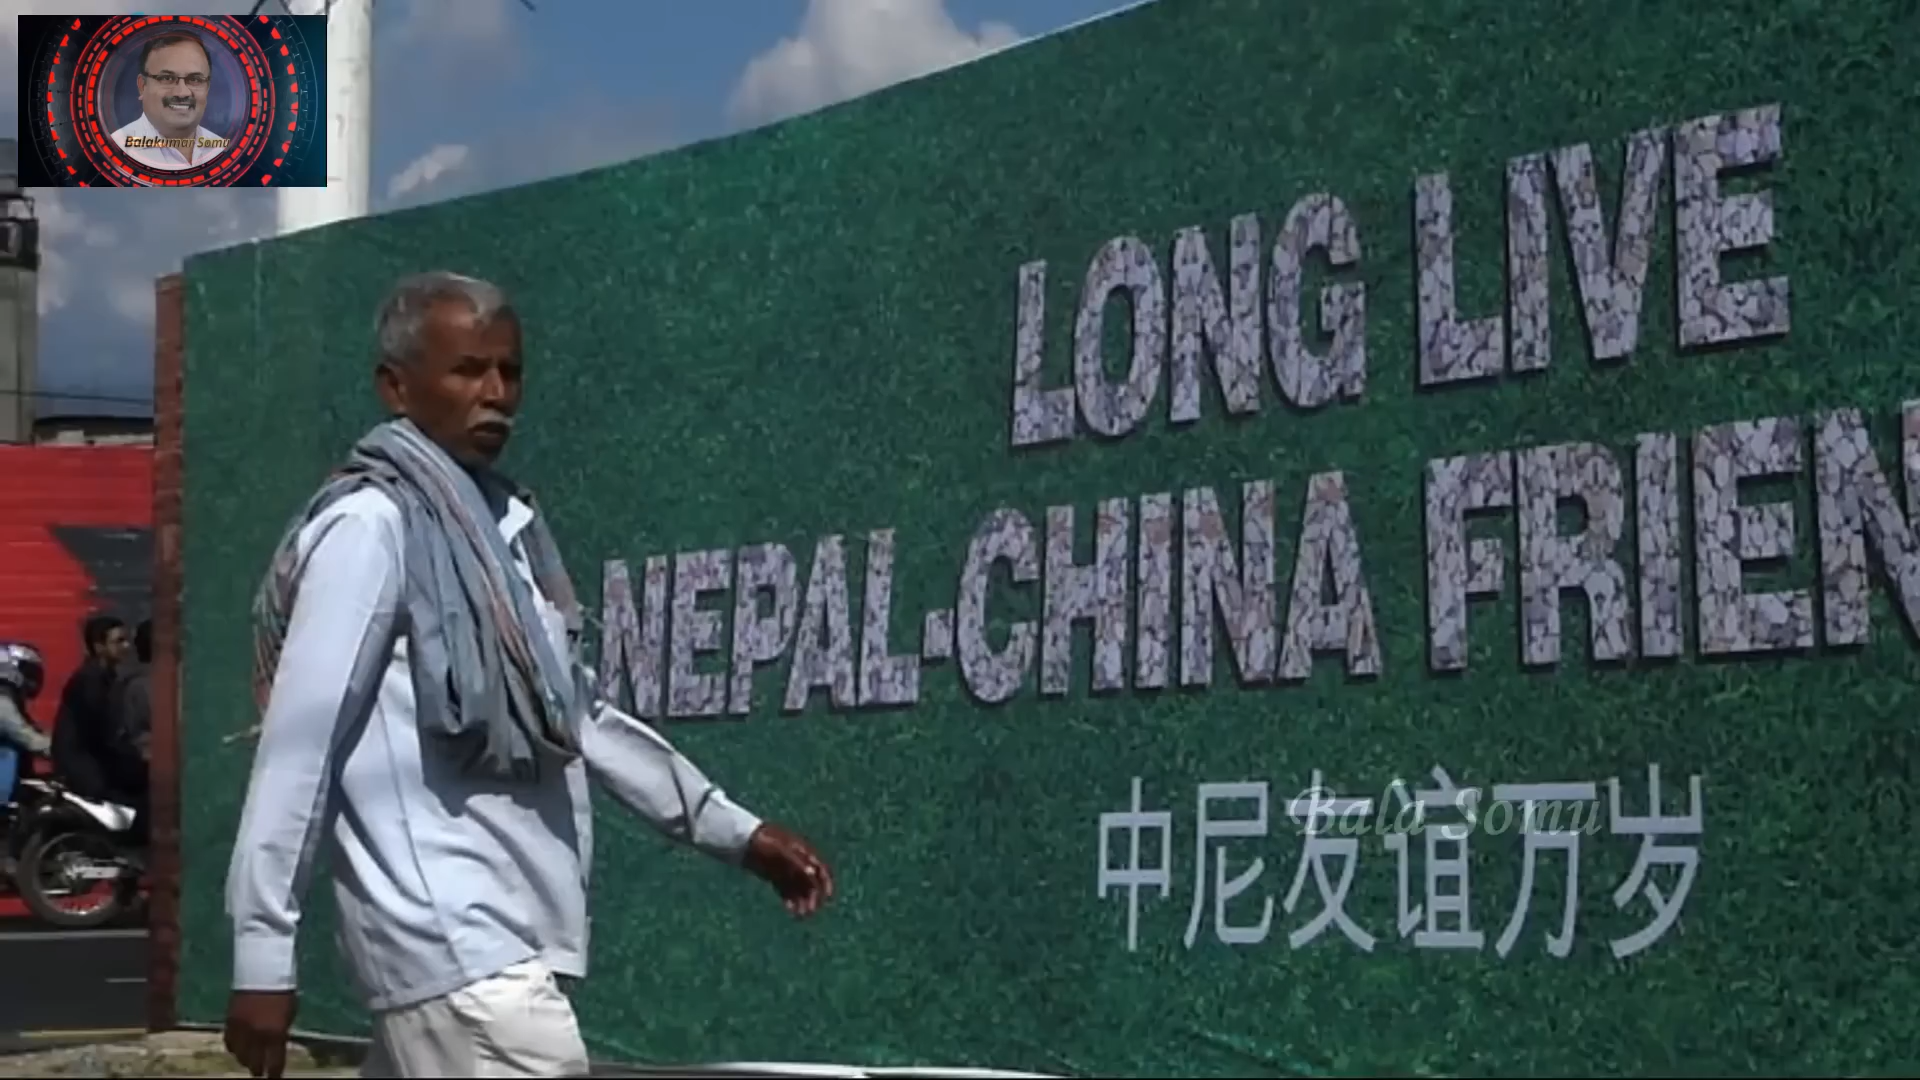 Balakumar Somu
LONG LIVE
NEPAL-CHINA FRIEN
中尼友谊万岁
Bala Somu